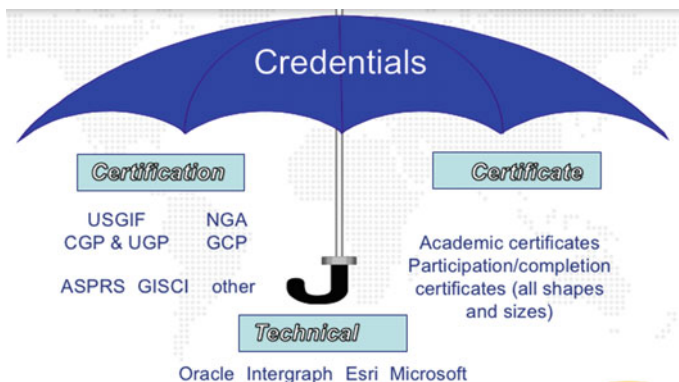 Credentials
Certification
USGIF NGA
CGP & UGP GCP
ASPRS GISCI other
Certificate
Academic certificates
Participation/completion
certificates (all shapes
and sizes)
Technical
Oracle Intergraph Esri Microsoft